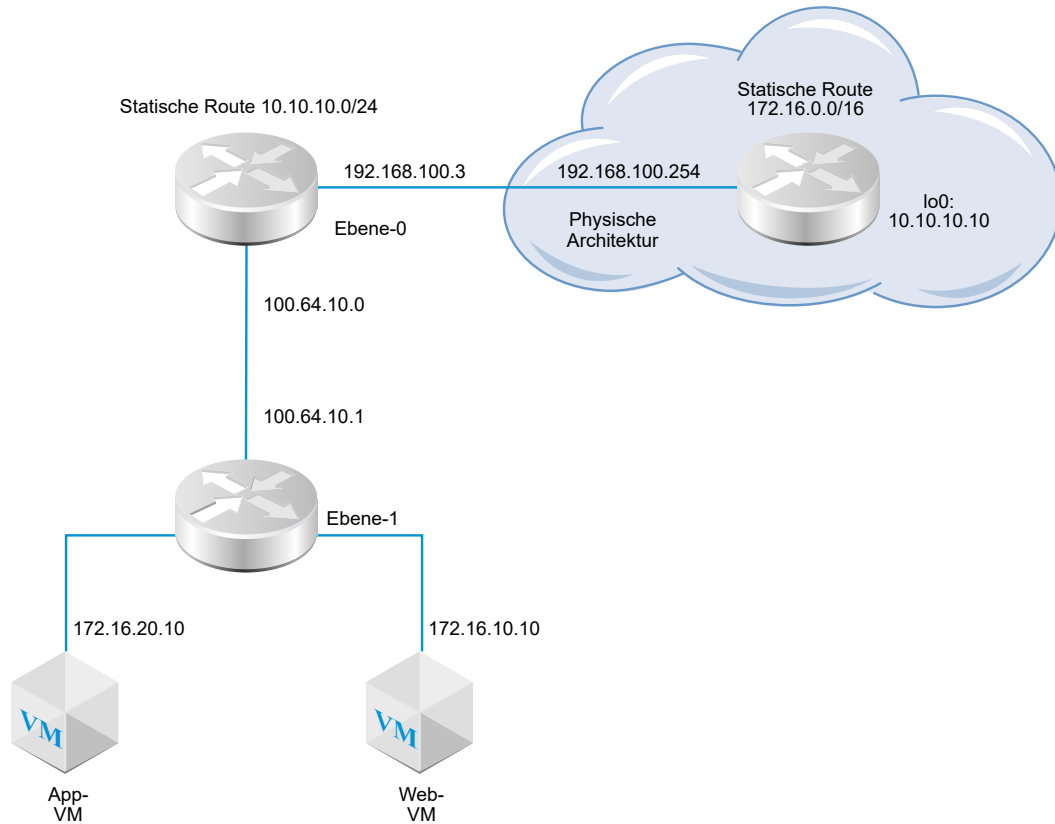 Statische Route 10.10.10.0/24
Statische Route
172.16.0.0/16
192.168.100.3
192.168.100.254
lo0:
10.10.10.10
Ebene-0
Physische
Architektur
100.64.10.0
100.64.10.1
Ebene-1
172.16.20.10
172.16.10.10
VM
VM
App-
VM
Web-
VM